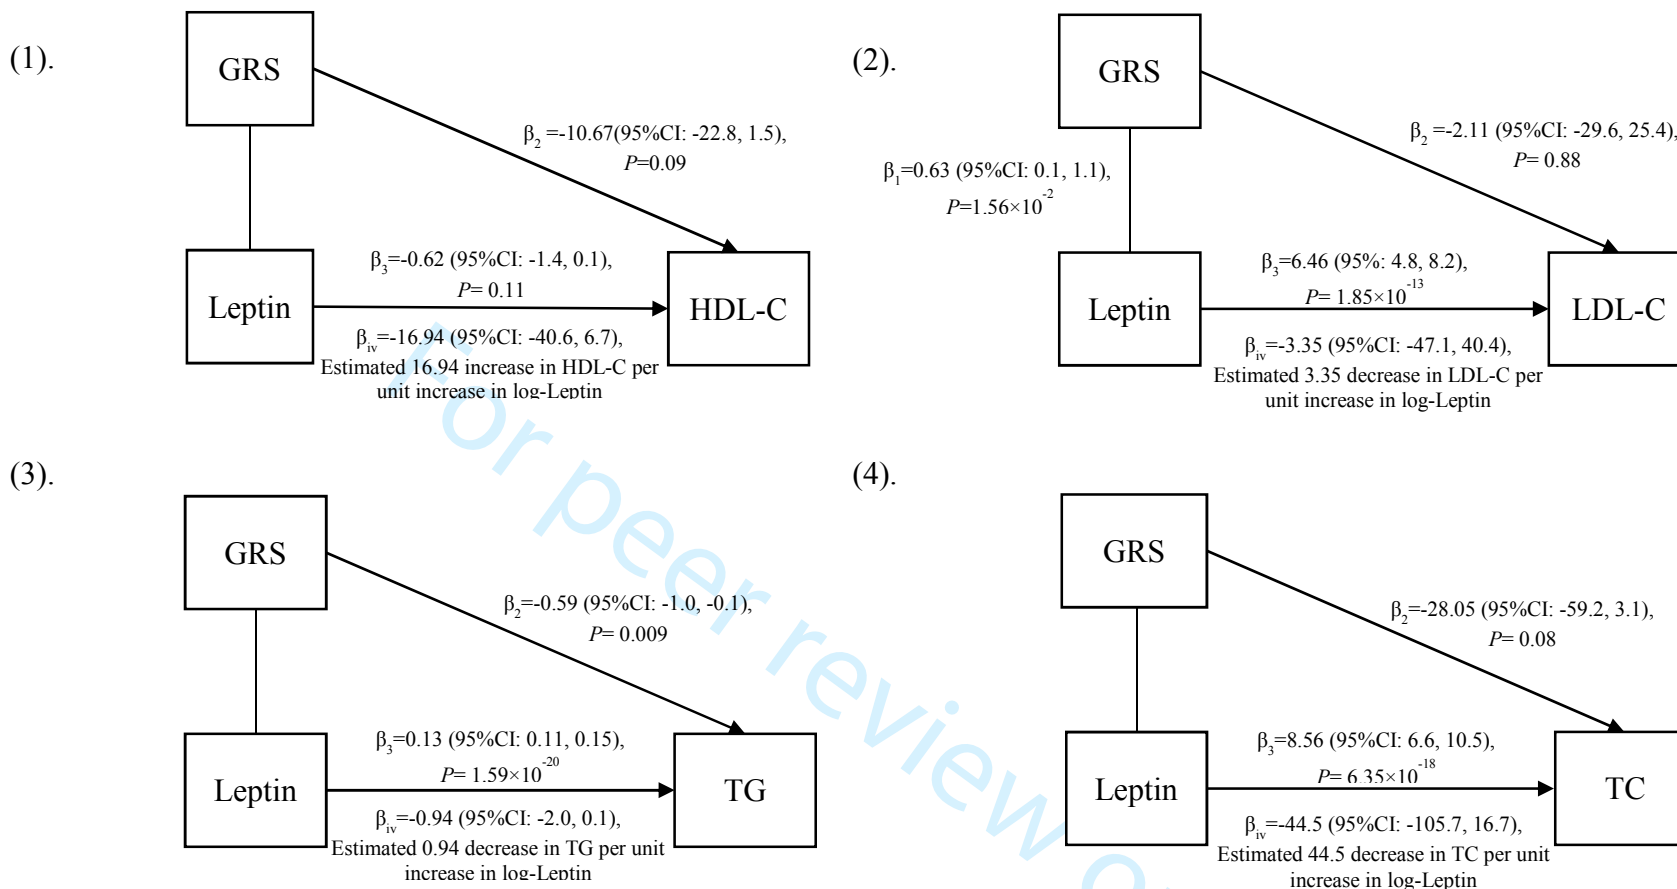 (1).
GRS
β2 =-10.67(95%CI: -22.8, 1.5),
P=0.09
β3=-0.62 (95%CI: -1.4, 0.1),
P= 0.11
Leptin
HDL-C
βiv=-16.94 (95%CI: -40.6, 6.7),
Estimated 16.94 increase in HDL-C per
unit increase in log-Leptin
(2).
GRS
β2 =-2.11 (95%CI: -29.6, 25.4),
P= 0.88
β1=0.63 (95%CI: 0.1, 1.1),
P=1.56×10-2
β3=6.46 (95%: 4.8, 8.2),
P= 1.85×10-13
Leptin
LDL-C
βiv=-3.35 (95%CI: -47.1, 40.4),
Estimated 3.35 decrease in LDL-C per
unit increase in log-Leptin
(3).
GRS
β2=-0.59 (95%CI: -1.0, -0.1),
P= 0.009
β3=0.13 (95%CI: 0.11, 0.15),
P= 1.59×10-20
Leptin
TG
βiv=-0.94 (95%CI: -2.0, 0.1),
Estimated 0.94 decrease in TG per unit
increase in log-Leptin
(4).
GRS
β2=-28.05 (95%CI: -59.2, 3.1),
P= 0.08
β3=8.56 (95%CI: 6.6, 10.5),
P= 6.35×10-18
Leptin
TC
βiv=-44.5 (95%CI: -105.7, 16.7),
Estimated 44.5 decrease in TC per unit
increase in log-Leptin
For peer review